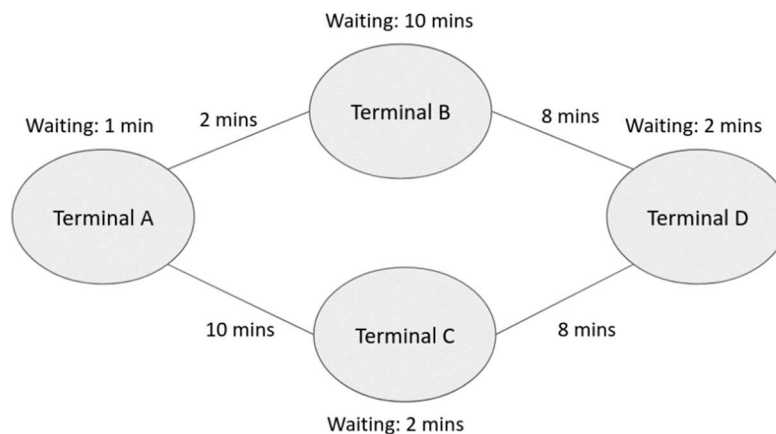 Waiting: 10 mins
Terminal B
Waiting: 1 min
2 mins
8 mins
Waiting: 2 mins
Terminal A
Terminal D
10 mins
Terminal C
8 mins
Waiting: 2 mins